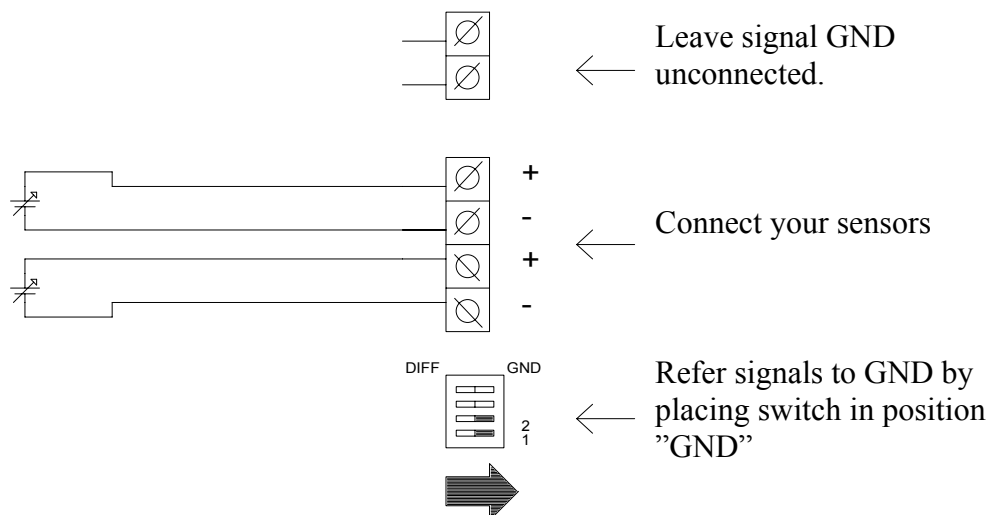 Leave signal GND
unconnected.
+
-
Connect your sensors
+
-
DIFF GND
2
1
Refer signals to GND by
placing switch in position
”GND”